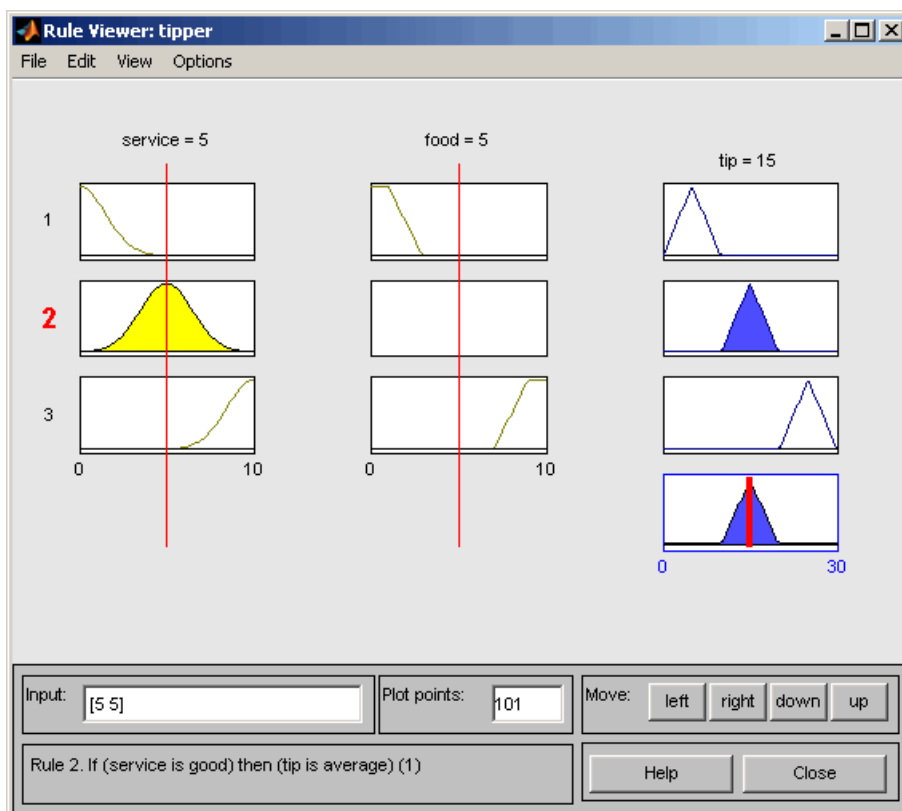 Rule Viewer: tipper
File Edit View Options
service = 5 food = 5 tip = 15
1
2
3
0 10 0 10
0 30
Input: [5 5] Plot points: 101 Move: left right down up
Rule 2. If (service is good) then (tip is average) (1) Help Close